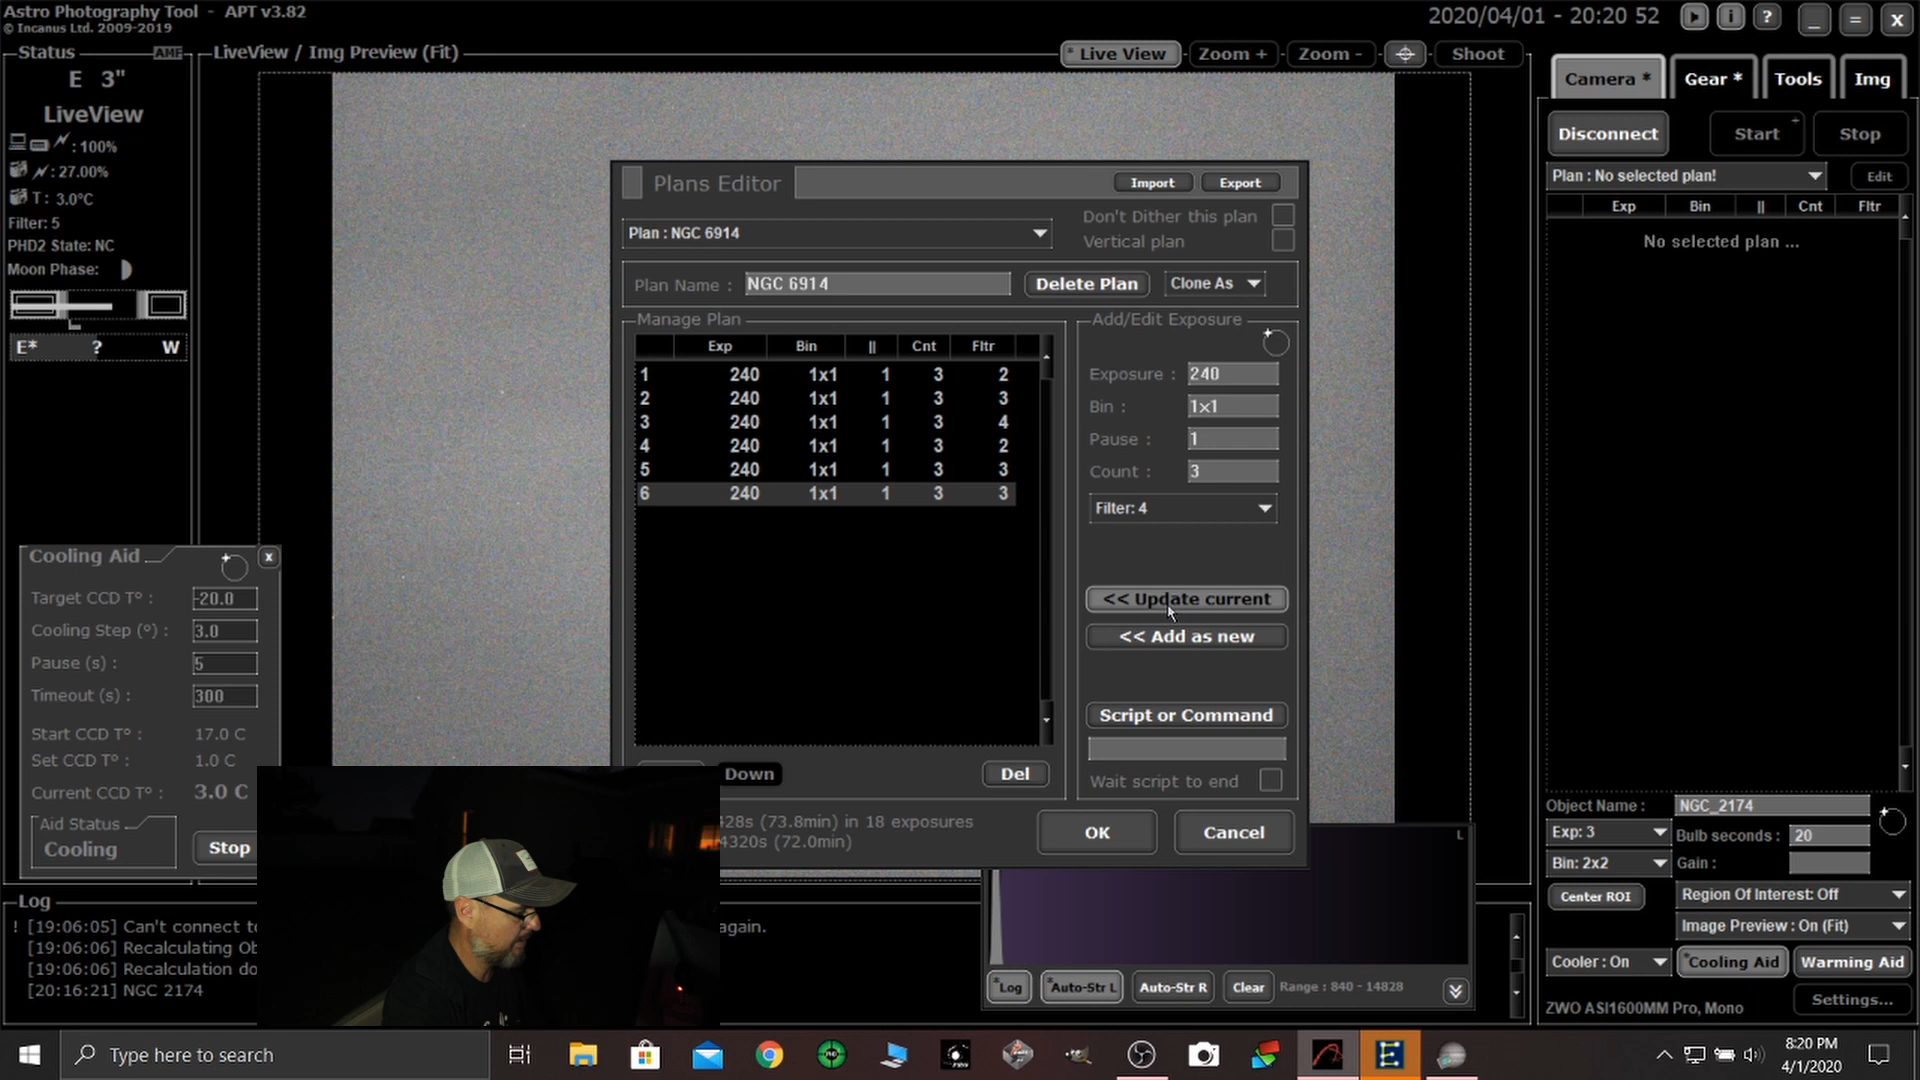 Astro Photography Tool - APT v3.82
© Incanus Ltd. 2009-2019
2020/04/01 - 20:20 52
i
?
_
=
X
Status
AMF
E 3"
LiveView
: 100%
: 27.00%
T : 3.0°C
Filter: 5
PHD2 State: NC
Moon Phase:
E* ? W
LiveView / Img Preview (Fit)
* Live View
Zoom +
Zoom -
Shoot
Camera *
Gear *
Tools
Img
Disconnect
Start +
Stop
Plan : No selected plan!
Edit
Exp Bin || Cnt Fltr
No selected plan ...
Plans Editor
Import
Export
Plan : NGC 6914
Don't Dither this plan
Vertical plan
Plan Name : NGC 6914
Delete Plan
Clone As
Manage Plan
Exp Bin || Cnt Fltr
1 240 1x1 1 3 2
2 240 1x1 1 3 3
3 240 1x1 1 3 4
4 240 1x1 1 3 2
5 240 1x1 1 3 3
6 240 1x1 1 3 3
Add/Edit Exposure
Exposure : 240
Bin : 1x1
Pause : 1
Count : 3
Filter: 4
<< Update current
<< Add as new
Script or Command
Wait script to end
Down
Del
428s (73.8min) in 18 exposures
4320s (72.0min)
OK
Cancel
Cooling Aid
x
Target CCD T° : -20.0
Cooling Step (°) : 3.0
Pause (s) : 5
Timeout (s) : 300
Start CCD T° : 17.0 C
Set CCD T° : 1.0 C
Current CCD T° : 3.0 C
Aid Status
Cooling
Stop
Log
! [19:06:05] Can't connect to
again.
[19:06:06] Recalculating Ob
[19:06:06] Recalculation do
[20:16:21] NGC 2174
L
*Log
*Auto-Str L
Auto-Str R
Clear
Range : 840 - 14828
Object Name : NGC_2174
Exp: 3
Bulb seconds : 20
Bin: 2x2
Gain :
Center ROI
Region Of Interest: Off
Image Preview : On (Fit)
Cooler : On
*Cooling Aid
Warming Aid
ZWO ASI1600MM Pro, Mono
Settings...
Type here to search
8:20 PM
4/1/2020